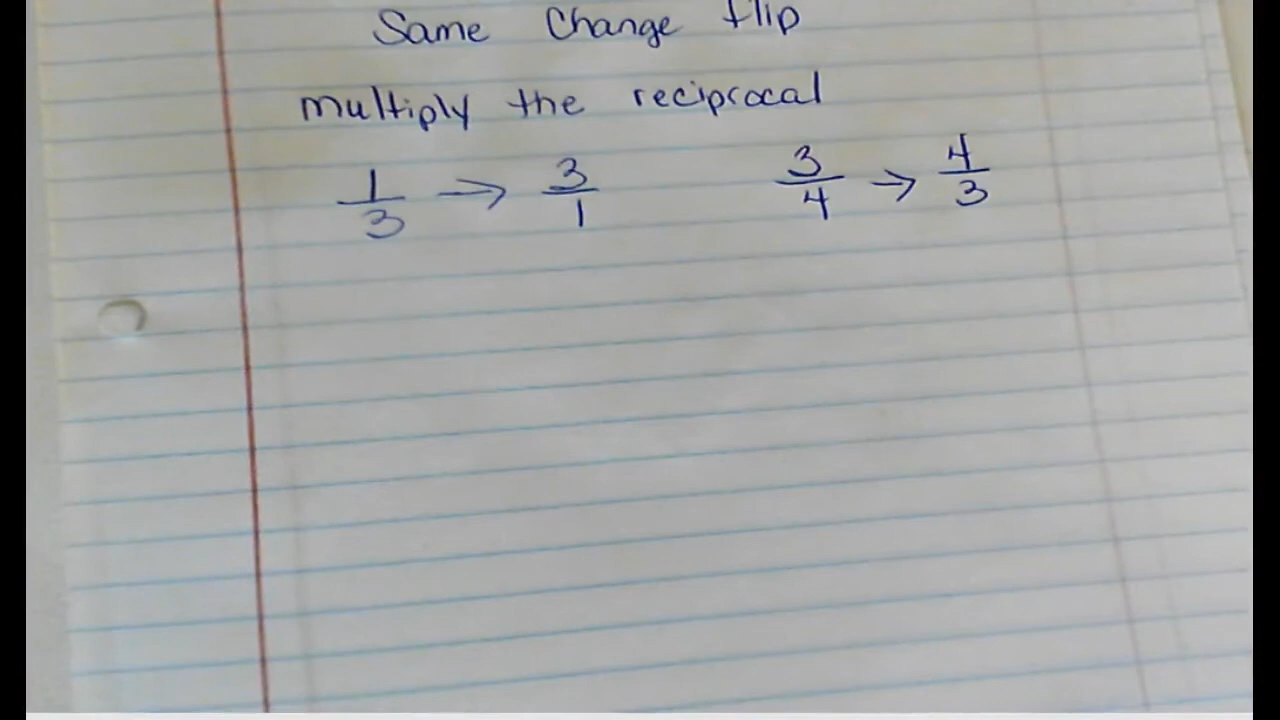 Same Change flip
multiply the reciprocal
1/3 → 3/1 3/4 → 4/3